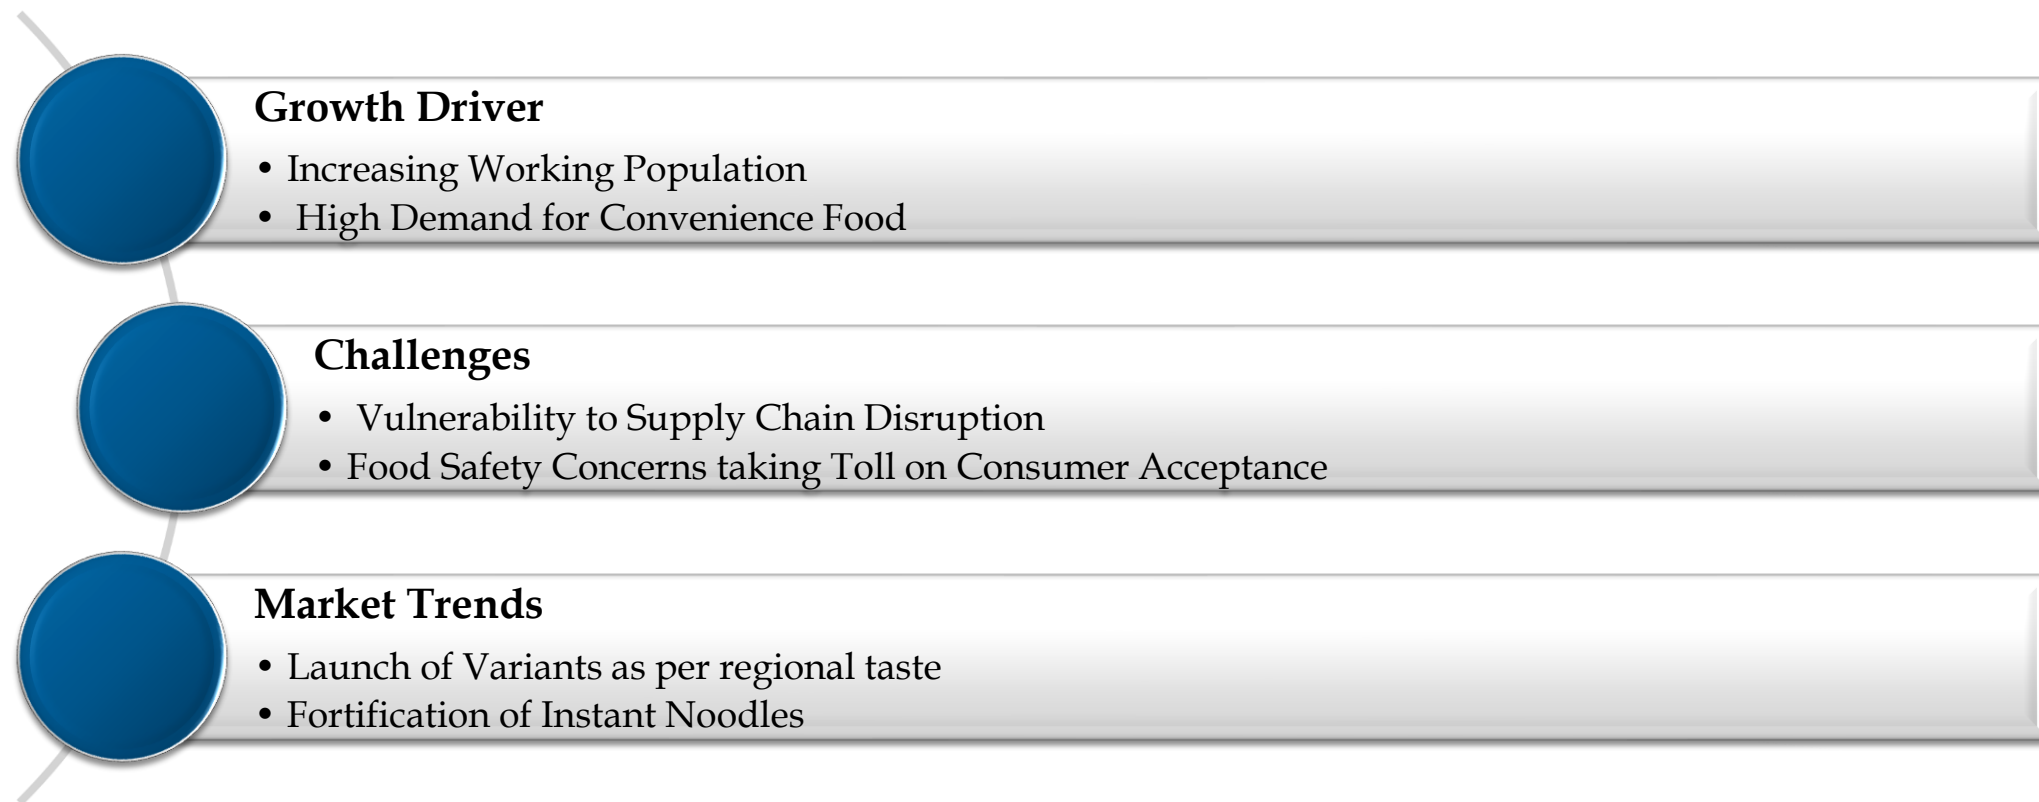 Growth Driver
• Increasing Working Population
• High Demand for Convenience Food
Challenges
• Vulnerability to Supply Chain Disruption
• Food Safety Concerns taking Toll on Consumer Acceptance
Market Trends
• Launch of Variants as per regional taste
• Fortification of Instant Noodles